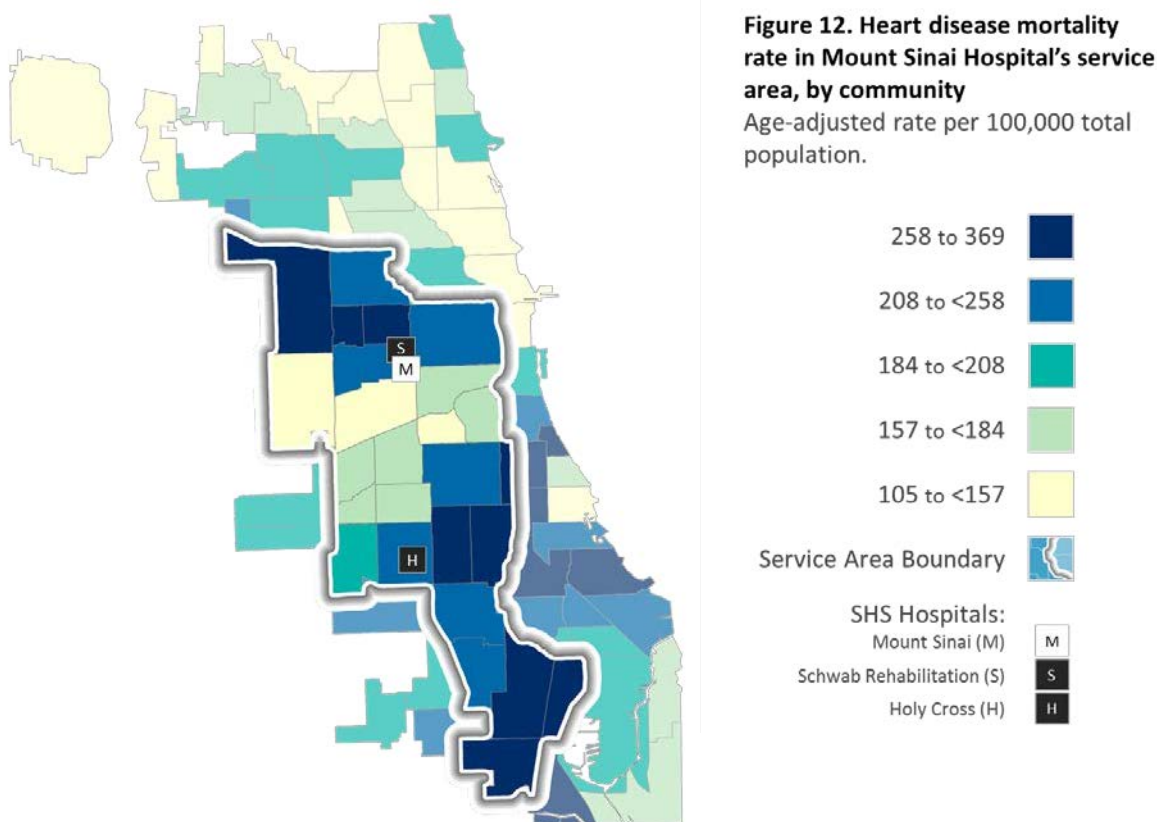 Figure 12. Heart disease mortality
rate in Mount Sinai Hospital's service
area, by community
Age-adjusted rate per 100,000 total
population.
258 to 369
208 to <258
184 to <208
157 to <184
105 to <157
Service Area Boundary
SHS Hospitals:
Mount Sinai (M) M
Schwab Rehabilitation (S) S
Holy Cross (H) H
S
M
H